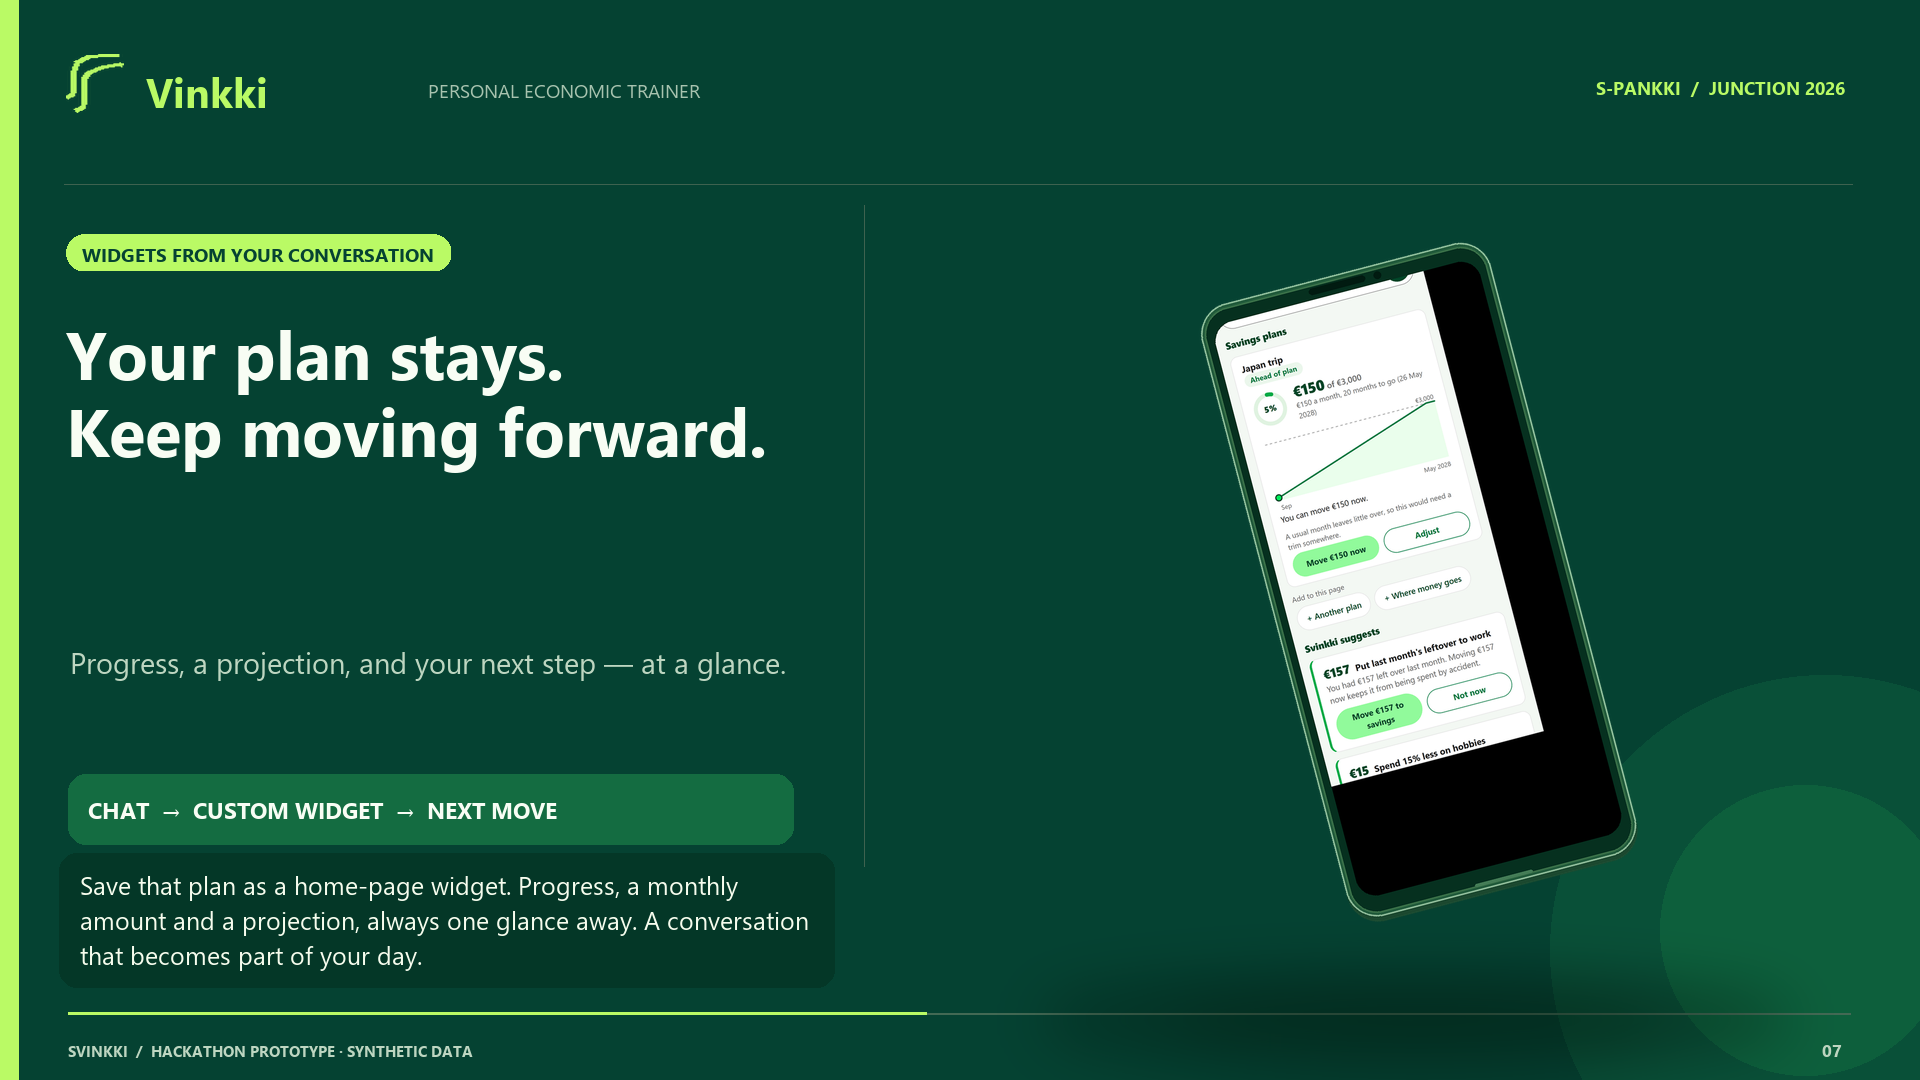 Vinkki
PERSONAL ECONOMIC TRAINER
S-PANKKI / JUNCTION 2026
WIDGETS FROM YOUR CONVERSATION
Your plan stays.
Keep moving forward.
Progress, a projection, and your next step — at a glance.
CHAT → CUSTOM WIDGET → NEXT MOVE
Save that plan as a home-page widget. Progress, a monthly
amount and a projection, always one glance away. A conversation
that becomes part of your day.
Savings plans
Japan trip
Ahead of plan
5%
€150 of €3,000
€150 a month, 20 months to go (26 May
2028)
€3,000
Sep
May 2028
You can move €150 now.
A usual month leaves little over, so this would need a
trim somewhere.
Move €150 now
Adjust
Add to this page
+ Another plan
+ Where money goes
Svinkki suggests
€157 Put last month's leftover to work
You had €157 left over last month. Moving €157
now keeps it from being spent by accident.
Move €157 to
savings
Not now
€15 Spend 15% less on hobbies
SVINKKI / HACKATHON PROTOTYPE · SYNTHETIC DATA
07